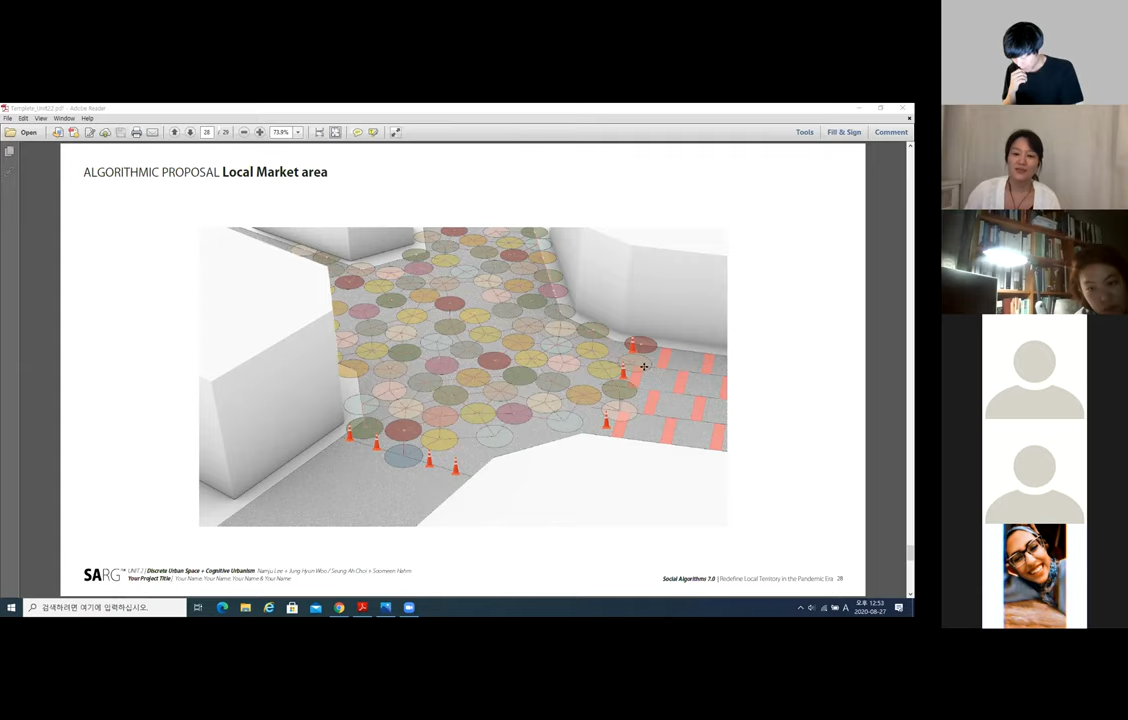 Template_Unit22.pdf - Adobe Reader
File Edit View Window Help
Open 28 / 29 73.9% Tools Fill & Sign Comment
ALGORITHMIC PROPOSAL Local Market area
SARG UNIT 2 | Discrete Urban Space + Cognitive Urbanism Namju Lee + Jung Hyun Woo / Seung Ah Choi + Soomeen Hahm
Your Project Title | Your Name, Your Name, Your Name & Your Name
Social Algorithms 7.0 | Redefine Local Territory in the Pandemic Era 28
검색하려면 여기에 입력하십시오.
A 오후 12:53
2020-08-27